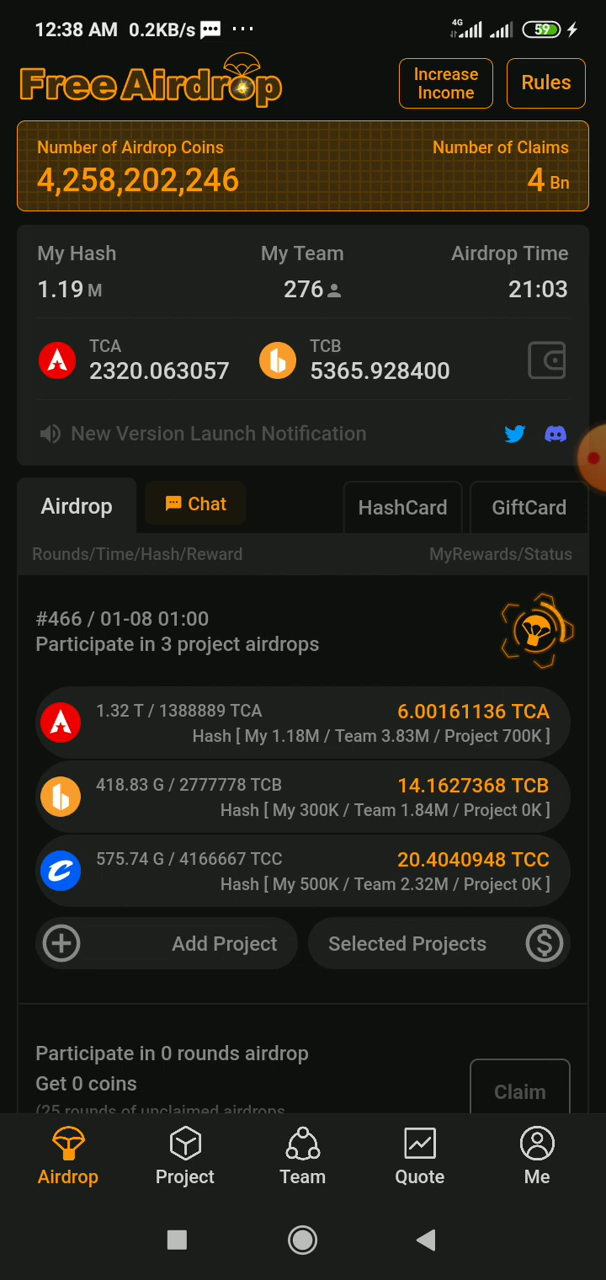 12:38 AM 0.2KB/s ...
4G 59
Free Airdrop
Increase Income
Rules
Number of Airdrop Coins Number of Claims
4,258,202,246 4 Bn
My Hash My Team Airdrop Time
1.19 M 276 21:03
TCA TCB
2320.063057 5365.928400
New Version Launch Notification
Airdrop Chat HashCard GiftCard
Rounds/Time/Hash/Reward MyRewards/Status
#466 / 01-08 01:00
Participate in 3 project airdrops
1.32 T / 1388889 TCA 6.00161136 TCA
Hash [ My 1.18M / Team 3.83M / Project 700K ]
418.83 G / 2777778 TCB 14.1627368 TCB
Hash [ My 300K / Team 1.84M / Project 0K ]
575.74 G / 4166667 TCC 20.4040948 TCC
Hash [ My 500K / Team 2.32M / Project 0K ]
Add Project Selected Projects
Participate in 0 rounds airdrop
Get 0 coins
Claim
(25 rounds of unclaimed airdrops
Airdrop Project Team Quote Me